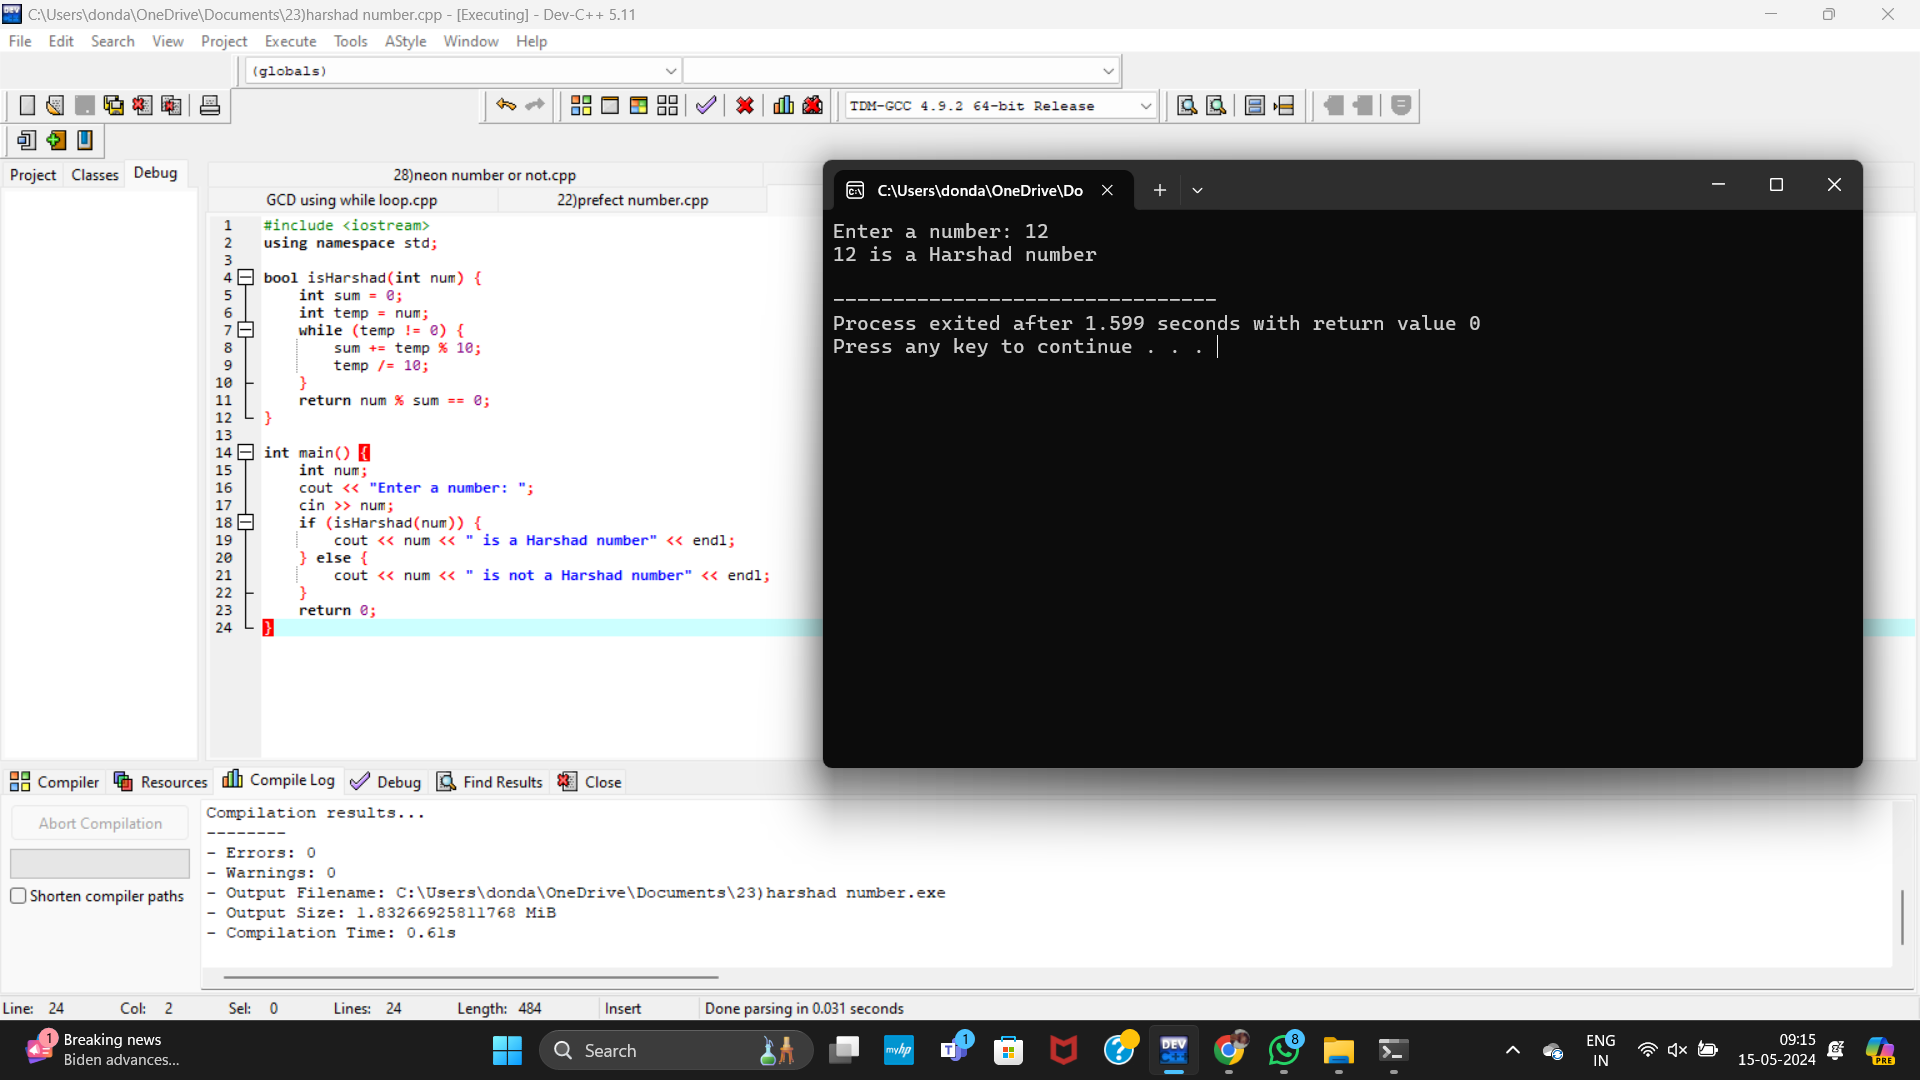 C:\Users\donda\OneDrive\Documents\23)harshad number.cpp - [Executing] - Dev-C++ 5.11
File Edit Search View Project Execute Tools AStyle Window Help
(globals)
TDM-GCC 4.9.2 64-bit Release
Project Classes Debug
28)neon number or not.cpp
GCD using while loop.cpp 22)prefect number.cpp
1 #include <iostream>
2 using namespace std;
3
4 bool isHarshad(int num) {
5 int sum = 0;
6 int temp = num;
7 while (temp != 0) {
8 sum += temp % 10;
9 temp /= 10;
10 }
11 return num % sum == 0;
12 }
13
14 int main() {
15 int num;
16 cout << "Enter a number: ";
17 cin >> num;
18 if (isHarshad(num)) {
19 cout << num << " is a Harshad number" << endl;
20 } else {
21 cout << num << " is not a Harshad number" << endl;
22 }
23 return 0;
24 }
C:\Users\donda\OneDrive\Do
Enter a number: 12
12 is a Harshad number
--------------------------------
Process exited after 1.599 seconds with return value 0
Press any key to continue . . .
Compiler Resources Compile Log Debug Find Results Close
Abort Compilation
Shorten compiler paths
Compilation results...
--------
- Errors: 0
- Warnings: 0
- Output Filename: C:\Users\donda\OneDrive\Documents\23)harshad number.exe
- Output Size: 1.83266925811768 MiB
- Compilation Time: 0.61s
Line: 24 Col: 2 Sel: 0 Lines: 24 Length: 484 Insert Done parsing in 0.031 seconds
1 Breaking news
Biden advances...
Search
myhp
1
DEV
8
ENG
IN
09:15
15-05-2024
PRE